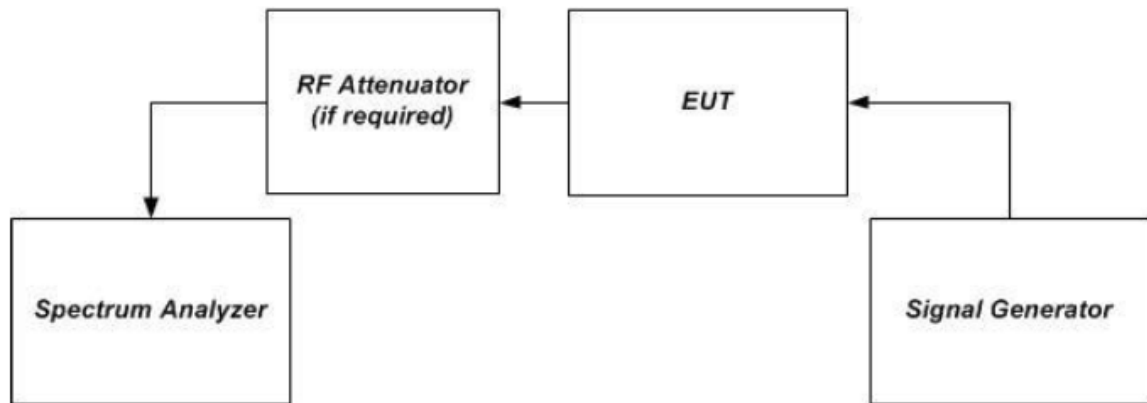 RF Attenuator
(if required)
EUT
Spectrum Analyzer
Signal Generator